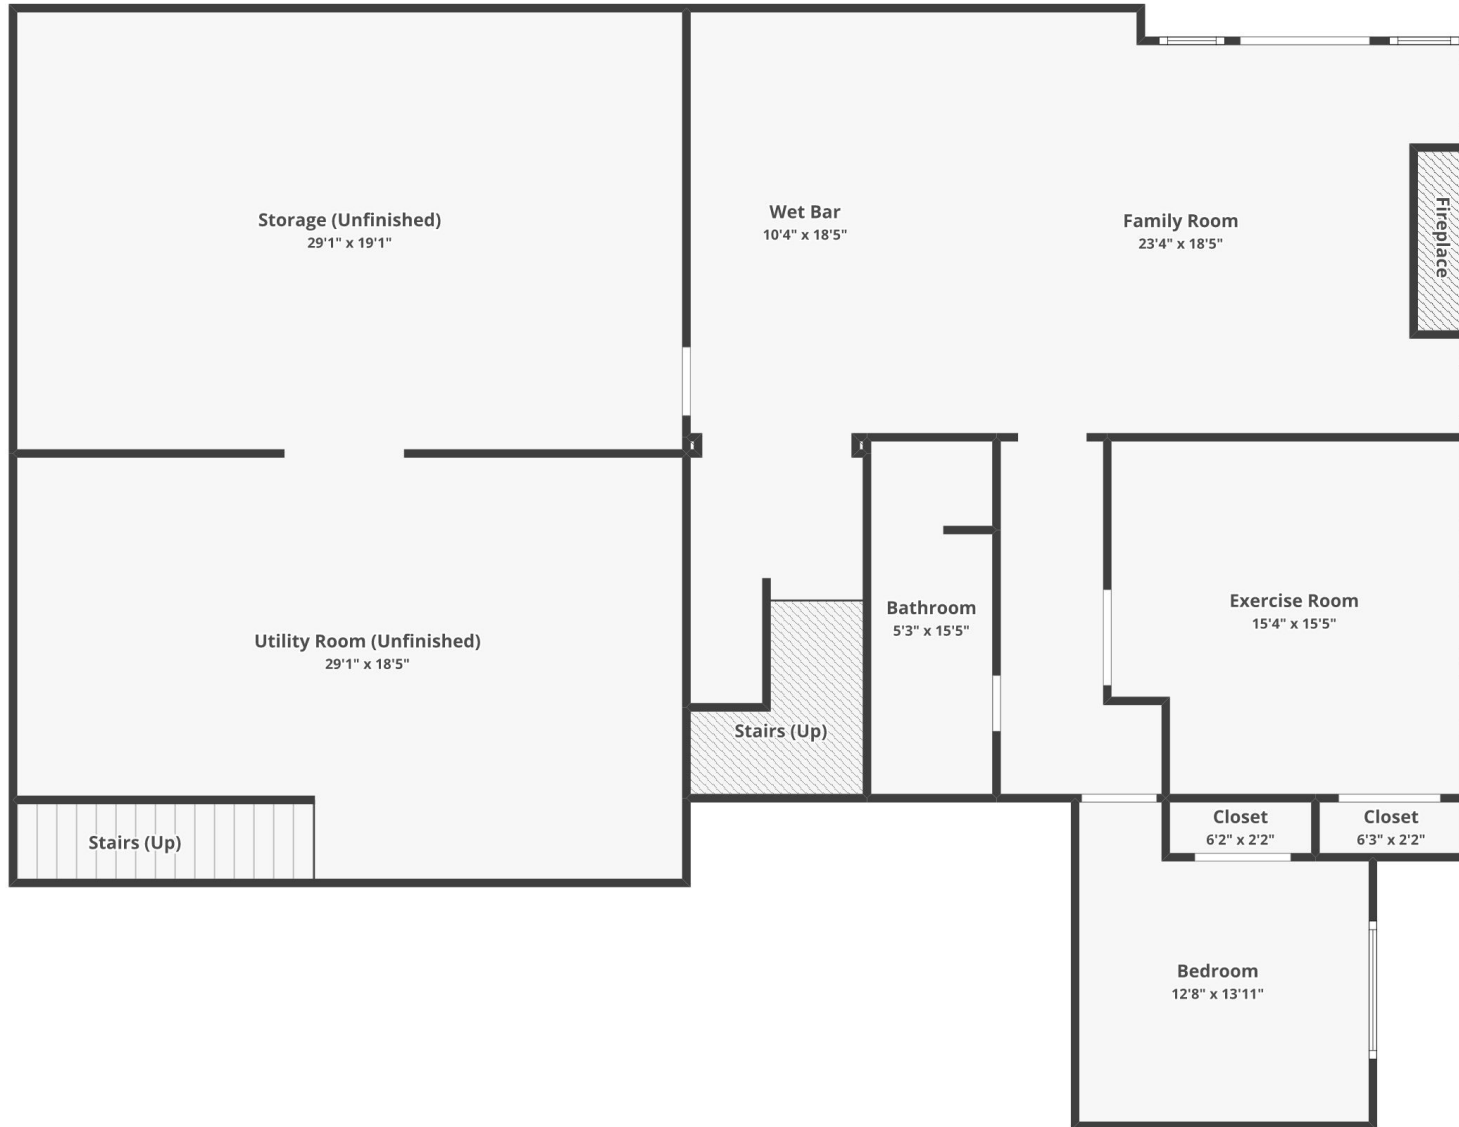 Storage (Unfinished)
29'1" x 19'1"
Wet Bar
10'4" x 18'5"
Family Room
23'4" x 18'5"
Fireplace
Utility Room (Unfinished)
29'1" x 18'5"
Bathroom
5'3" x 15'5"
Exercise Room
15'4" x 15'5"
Stairs (Up)
Stairs (Up)
Closet
6'2" x 2'2"
Closet
6'3" x 2'2"
Bedroom
12'8" x 13'11"